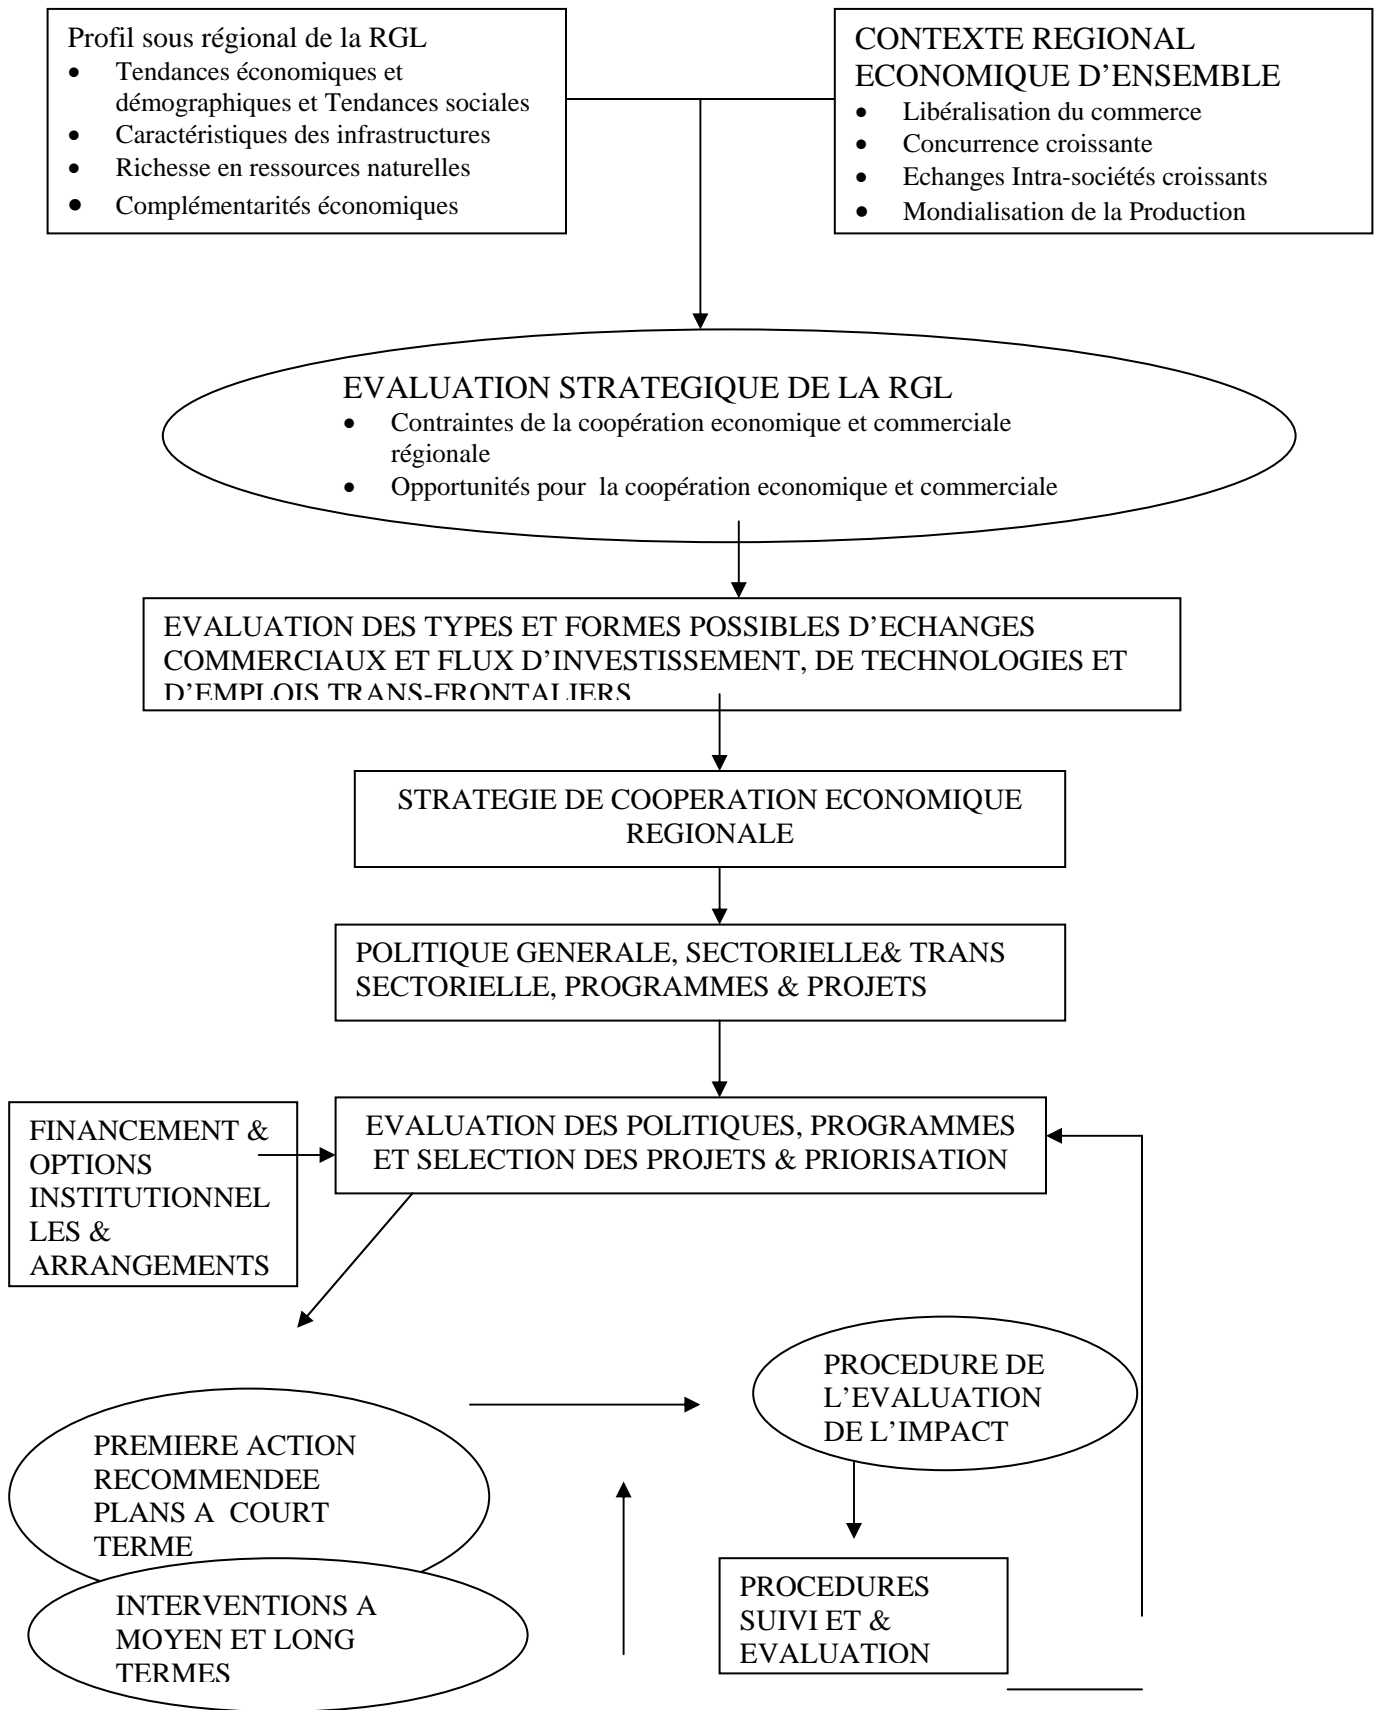 Profil sous régional de la RGL
• Tendances économiques et
démographiques et Tendances sociales
• Caractéristiques des infrastructures
• Richesse en ressources naturelles
• Complémentarités économiques
CONTEXTE REGIONAL
ECONOMIQUE D’ENSEMBLE
• Libéralisation du commerce
• Concurrence croissante
• Echanges Intra-sociétés croissants
• Mondialisation de la Production
EVALUATION STRATEGIQUE DE LA RGL
• Contraintes de la coopération economique et commerciale
régionale
• Opportunités pour la coopération economique et commerciale
EVALUATION DES TYPES ET FORMES POSSIBLES D’ECHANGES
COMMERCIAUX ET FLUX D’INVESTISSEMENT, DE TECHNOLOGIES ET
D’EMPLOIS TRANS-FRONTALIERS
STRATEGIE DE COOPERATION ECONOMIQUE
REGIONALE
POLITIQUE GENERALE, SECTORIELLE& TRANS
SECTORIELLE, PROGRAMMES & PROJETS
FINANCEMENT &
OPTIONS
INSTITUTIONNEL
LES &
ARRANGEMENTS
EVALUATION DES POLITIQUES, PROGRAMMES
ET SELECTION DES PROJETS & PRIORISATION
PROCEDURE DE
L’EVALUATION
DE L’IMPACT
PREMIERE ACTION
RECOMMENDEE
PLANS A COURT
TERME
INTERVENTIONS A
MOYEN ET LONG
TERMES
PROCEDURES
SUIVI ET &
EVALUATION